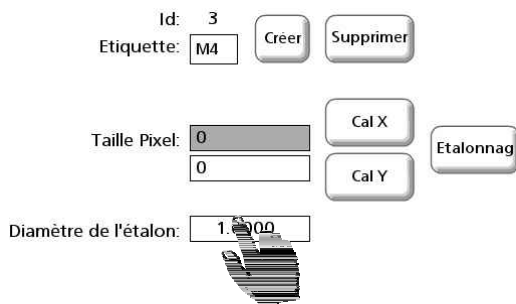 Id: 3
Etiquette: M4 Créer Supprimer
Taille Pixel: 0 Cal X
0 Cal Y
Etalonnag
Diamètre de l'étalon: